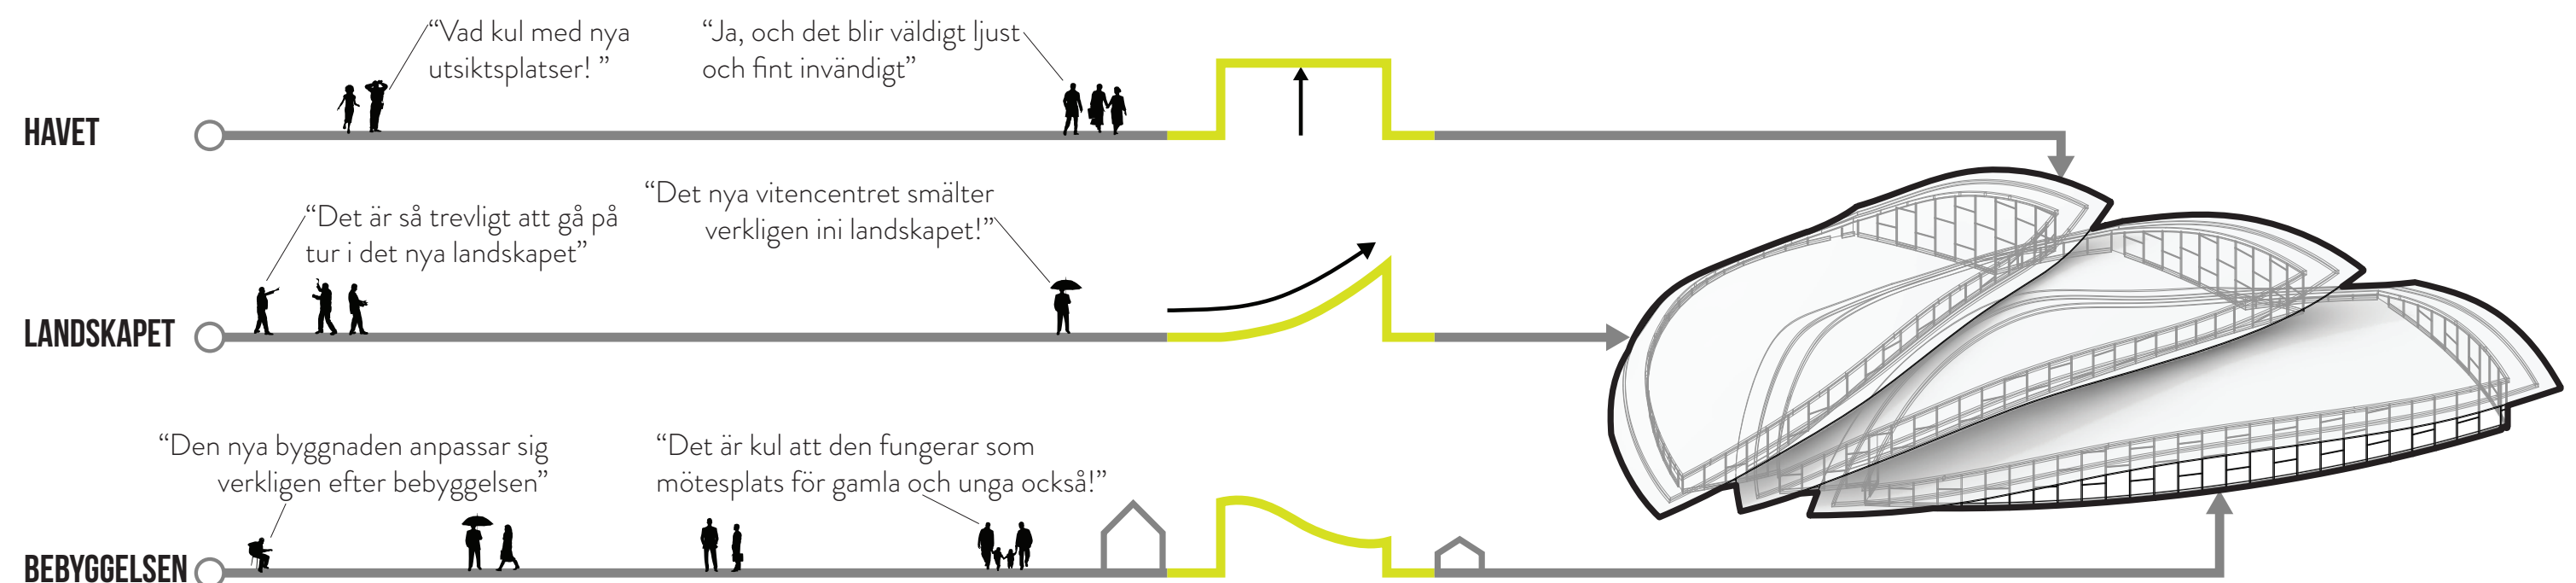 “Vad kul med nya
utsiktsplatser! ”
“Ja, och det blir väldigt ljust
och fint invändigt”
HAVET
“Det är så trevligt att gå på
tur i det nya landskapet”
“Det nya vitencentret smälter
verkligen ini landskapet!”
LANDSKAPET
“Den nya byggnaden anpassar sig
verkligen efter bebyggelsen”
“Det är kul att den fungerar som
mötesplats för gamla och unga också!”
BEBYGGELSEN